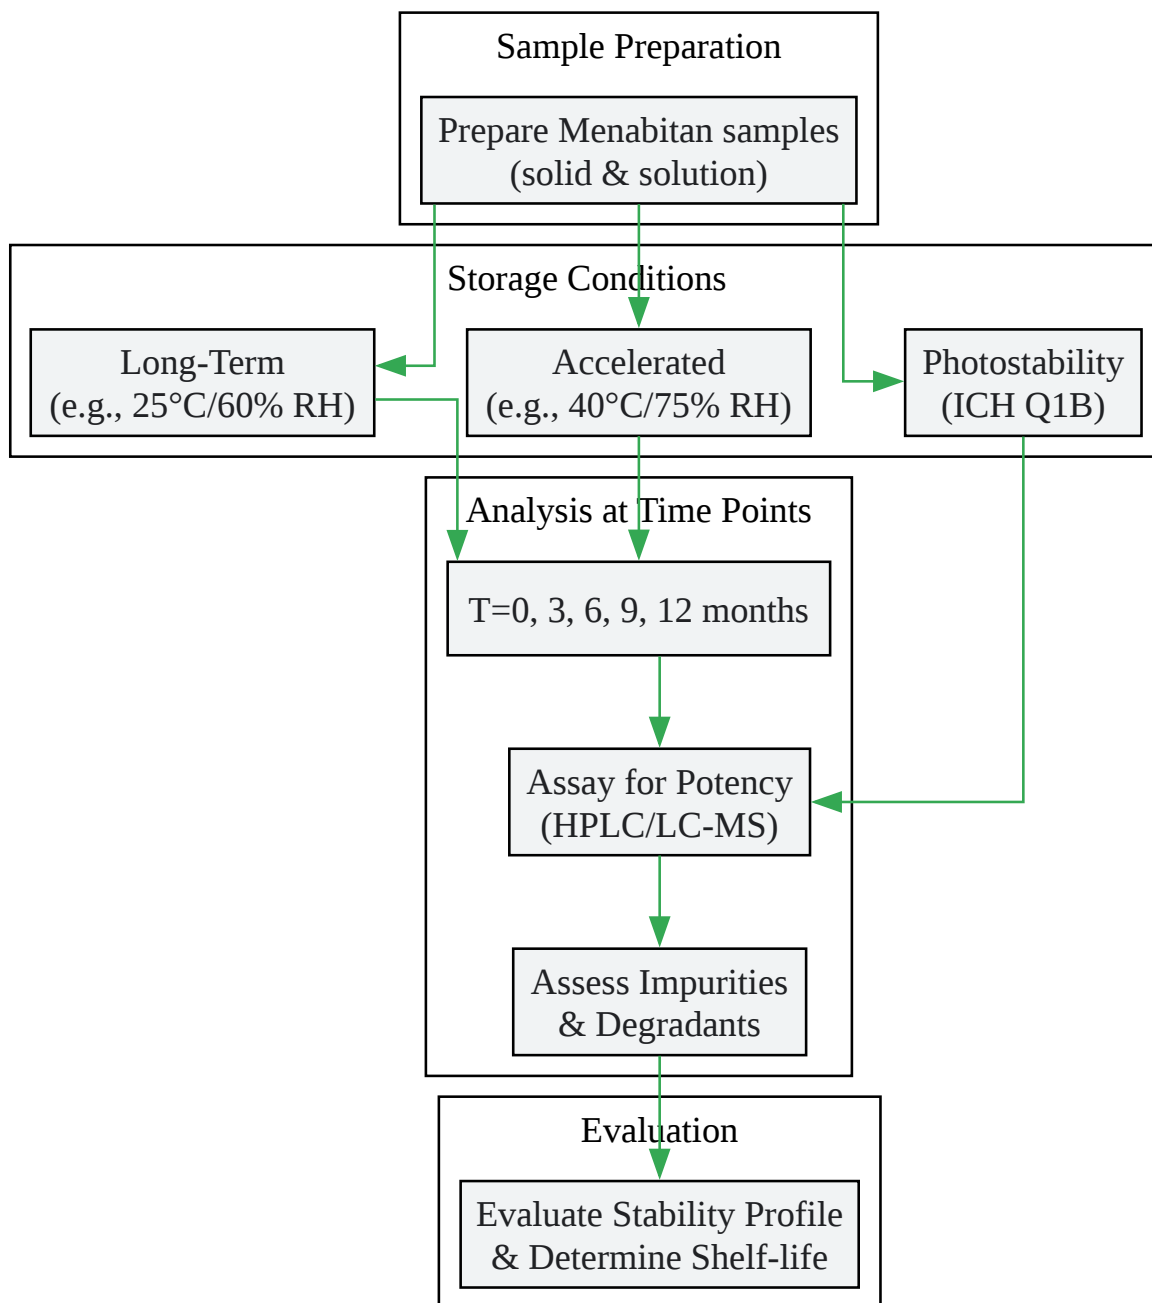 Sample Preparation
Prepare Menabitan samples
(solid & solution)
Storage Conditions
Long-Term
(e.g., 25°C/60% RH)
Accelerated
(e.g., 40°C/75% RH)
Photostability
(ICH Q1B)
Analysis at Time Points
T=0, 3, 6, 9, 12 months
Assay for Potency
(HPLC/LC-MS)
Assess Impurities
& Degradants
Evaluation
Evaluate Stability Profile
& Determine Shelf-life